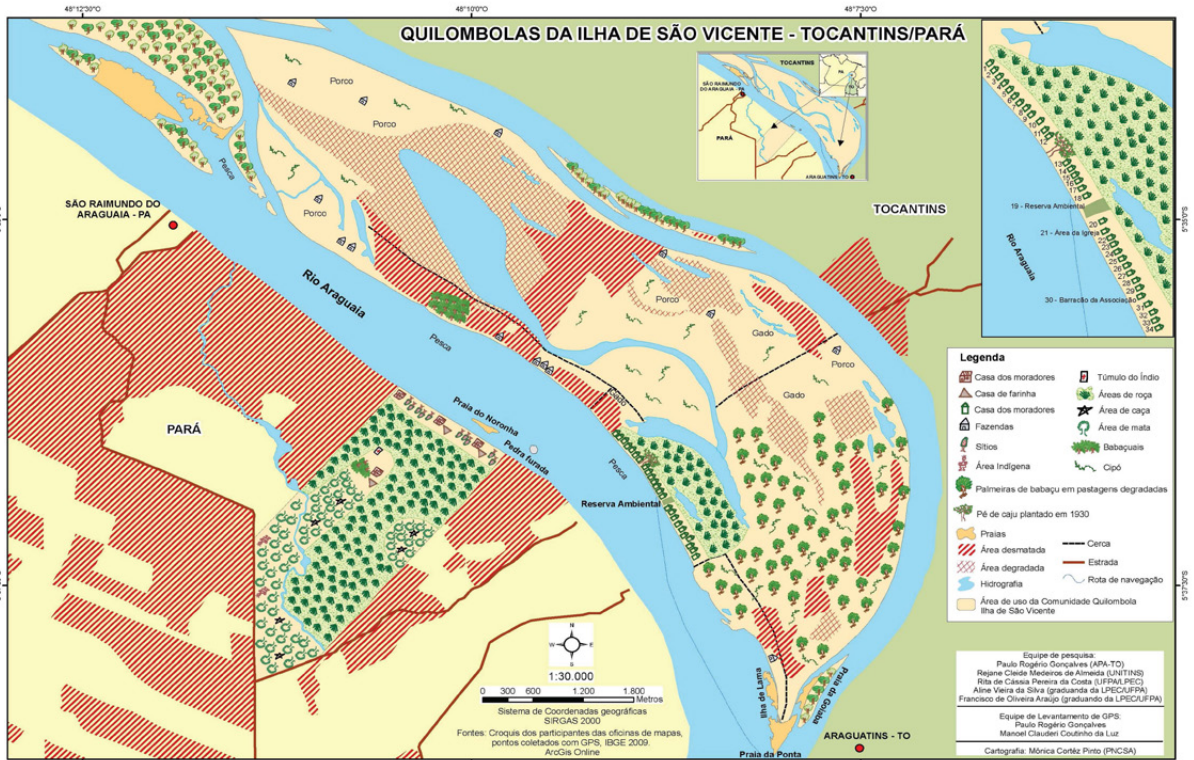 48°12'30"O
48°10'0"O
48°7'30"O
QUILOMBOLAS DA ILHA DE SÃO VICENTE - TOCANTINS/PARÁ
TOCANTINS
SÃO RAIMUNDO
DO ARAGUAIA - PA
PARÁ
ARAGUATINS - TO
PA
TO
Porco
Porco
Pesca
Porco
SÃO RAIMUNDO DO
ARAGUAIA - PA
TOCANTINS
5°35'0"S
19 - Reserva Ambiental
21 - Área da Igreja
Rio Araguaia
30 - Barracão da Associação
Rio Araguaia
Porco
Pesca
Gado
Porco
Gado
Gado
PARÁ
Praia do Noronha
Pedra furada
Pesca
Reserva Ambiental
5°37'30"S
Legenda
Casa dos moradores
Casa de farinha
Casa dos moradores
Fazendas
Sítios
Área Indígena
Túmulo do Índio
Áreas de roça
Área de caça
Área de mata
Babaçuais
Cipó
Palmeiras de babaçu em pastagens degradadas
Pé de caju plantado em 1930
Praias
Área desmatada
Área degradada
Hidrografia
Cerca
Estrada
Rota de navegação
Área de uso da Comunidade Quilombola
Ilha de São Vicente
N
W
E
S
1:30.000
0 300 600 1.200 1.800
Metros
Sistema de Coordenadas geográficas
SIRGAS 2000
Fontes: Croquis dos participantes das oficinas de mapas,
pontos coletados com GPS, IBGE 2009.
ArcGis Online
Ilha de Lama
Praia da Goiaba
Praia da Ponta
ARAGUATINS - TO
Equipe de pesquisa:
Paulo Rogério Gonçalves (APA-TO)
Rejane Cleide Medeiros de Almeida (UNITINS)
Rita de Cássia Pereira da Costa (UFPA/LPEC)
Aline Vieira da Silva (graduanda da LPEC/UFPA)
Francisco de Oliveira Araújo (graduando da LPEC/UFPA)
Equipe de Levantamento de GPS:
Paulo Rogério Gonçalves
Manoel Clauderi Coutinho da Luz
Cartografia: Mônica Cortêz Pinto (PNCSA)